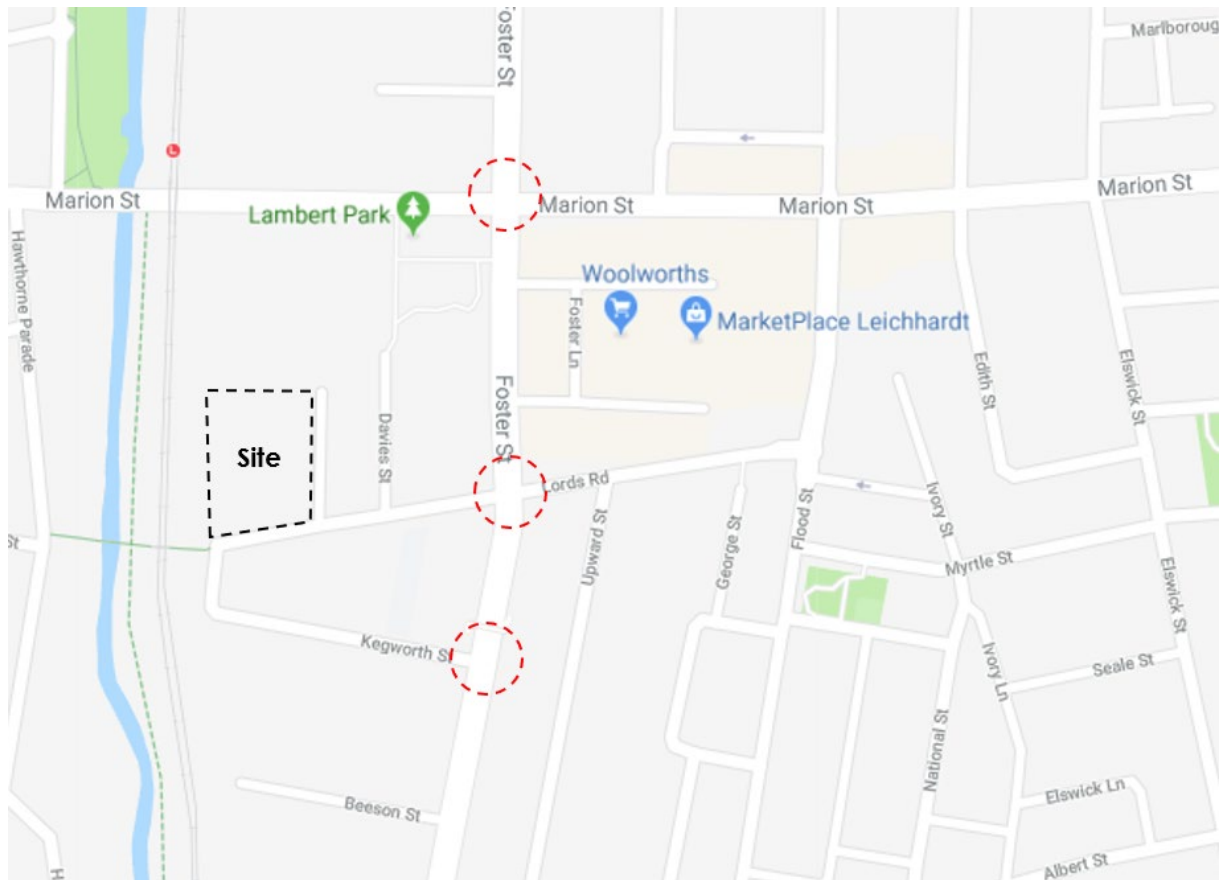 Foster St
Marlboroug
Marion St
Marion St
Marion St
Marion St
Lambert Park
Hawthorne Parade
Woolworths
MarketPlace Leichhardt
Foster Ln
Foster St
Edith St
Elswick St
Davies St
Site
Lords Rd
Upward St
George St
Flood St
Ivory St
Myrtle St
St
Kegworth St
Elswick St
Ivory Ln
Seale St
National St
Beeson St
Elswick Ln
Albert St
H